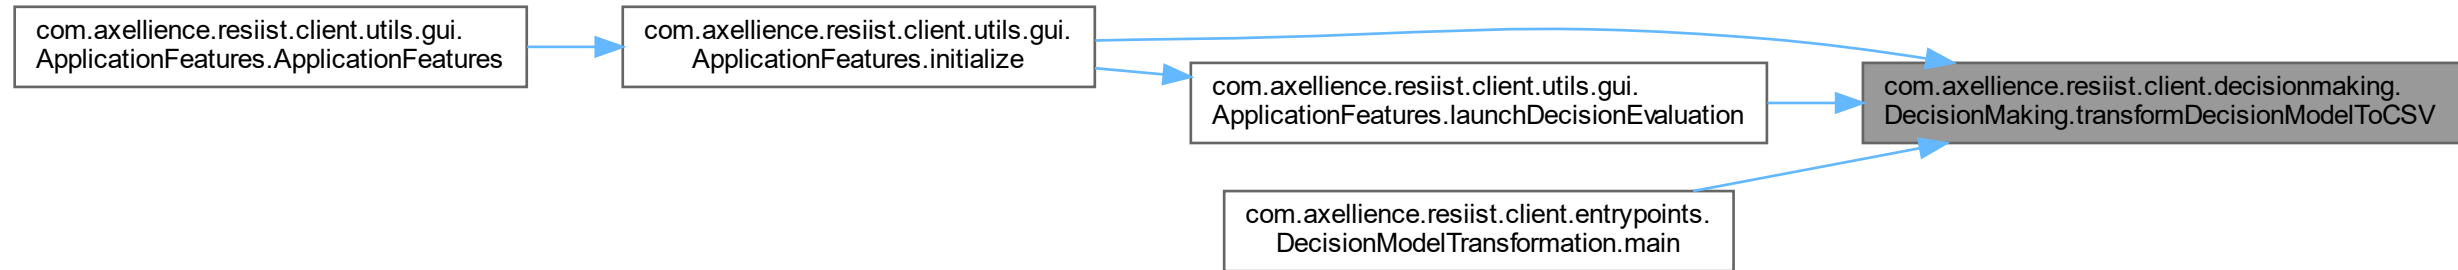 com.axellience.resiist.client.utils.gui.
ApplicationFeatures.ApplicationFeatures
com.axellience.resiist.client.utils.gui.
ApplicationFeatures.initialize
com.axellience.resiist.client.utils.gui.
ApplicationFeatures.launchDecisionEvaluation
com.axellience.resiist.client.decisionmaking.
DecisionMaking.transformDecisionModelToCSV
com.axellience.resiist.client.entrypoints.
DecisionModelTransformation.main